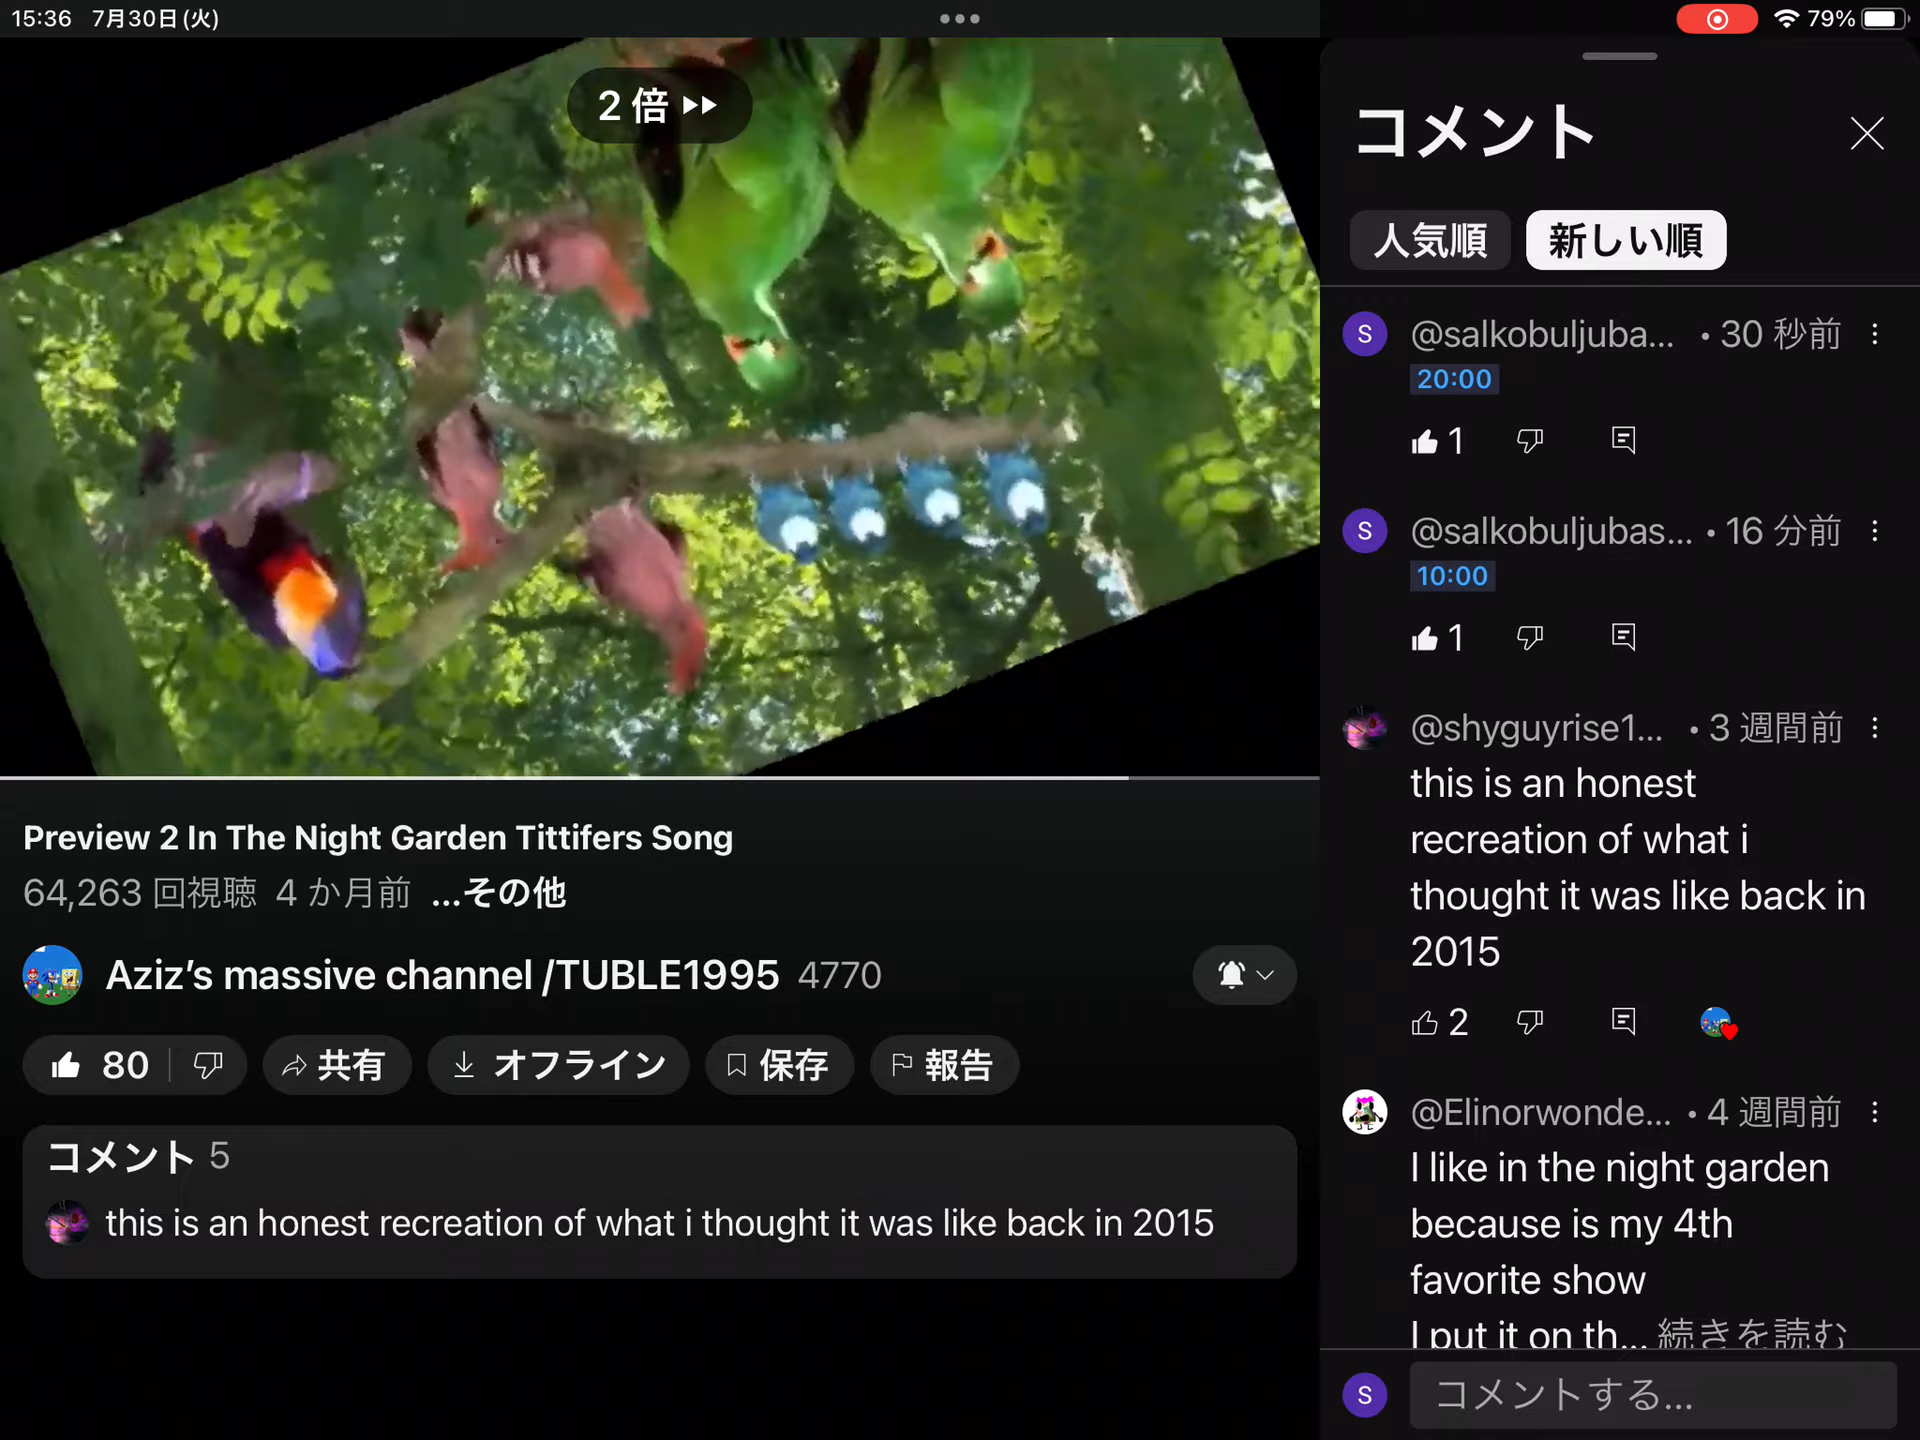 15:36 7月30日(火)
79%
2 倍
Preview 2 In The Night Garden Tittifers Song
64,263 回視聴 4 か月前 ...その他
Aziz's massive channel /TUBLE1995 4770
80
共有
オフライン
保存
報告
コメント 5
this is an honest recreation of what i thought it was like back in 2015
コメント
人気順
新しい順
S
@salkobuljuba... • 30 秒前
20:00
1
S
@salkobuljubas... • 16 分前
10:00
1
@shyguyrise1... • 3 週間前
this is an honest
recreation of what i
thought it was like back in
2015
2
@Elinorwonde... • 4 週間前
I like in the night garden
because is my 4th
favorite show
I put it on th... 続きを読む
S
コメントする...